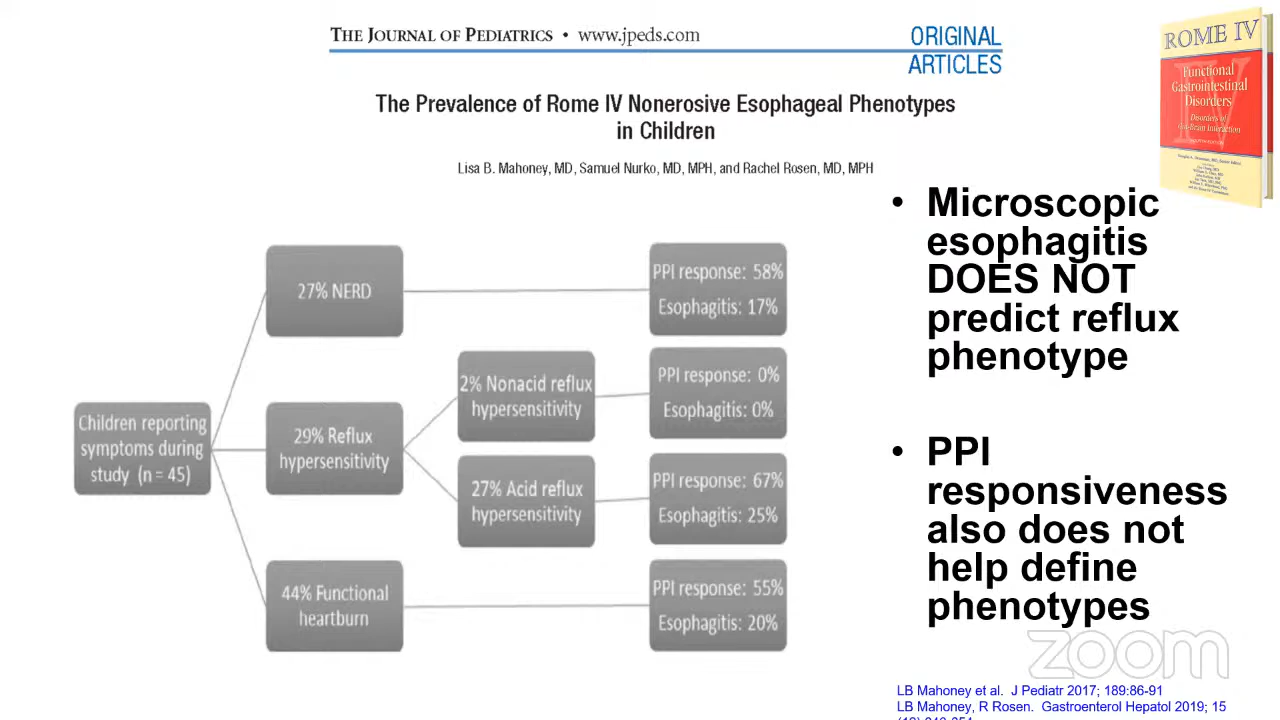 THE JOURNAL OF PEDIATRICS • www.jpeds.com
ORIGINAL
ARTICLES
The Prevalence of Rome IV Nonerosive Esophageal Phenotypes
in Children
Lisa B. Mahoney, MD, Samuel Nurko, MD, MPH, and Rachel Rosen, MD, MPH
ROME IV
Functional
Gastrointestinal
Disorders
Disorders of
Gut-Brain Interaction
Children reporting
symptoms during
study (n = 45)
27% NERD
PPI response: 58%
Esophagitis: 17%
29% Reflux
hypersensitivity
2% Nonacid reflux
hypersensitivity
PPI response: 0%
Esophagitis: 0%
27% Acid reflux
hypersensitivity
PPI response: 67%
Esophagitis: 25%
44% Functional
heartburn
PPI response: 55%
Esophagitis: 20%
• Microscopic
esophagitis
DOES NOT
predict reflux
phenotype
• PPI
responsiveness
also does not
help define
phenotypes
zoom
LB Mahoney et al. J Pediatr 2017; 189:86-91
LB Mahoney, R Rosen. Gastroenterol Hepatol 2019; 15